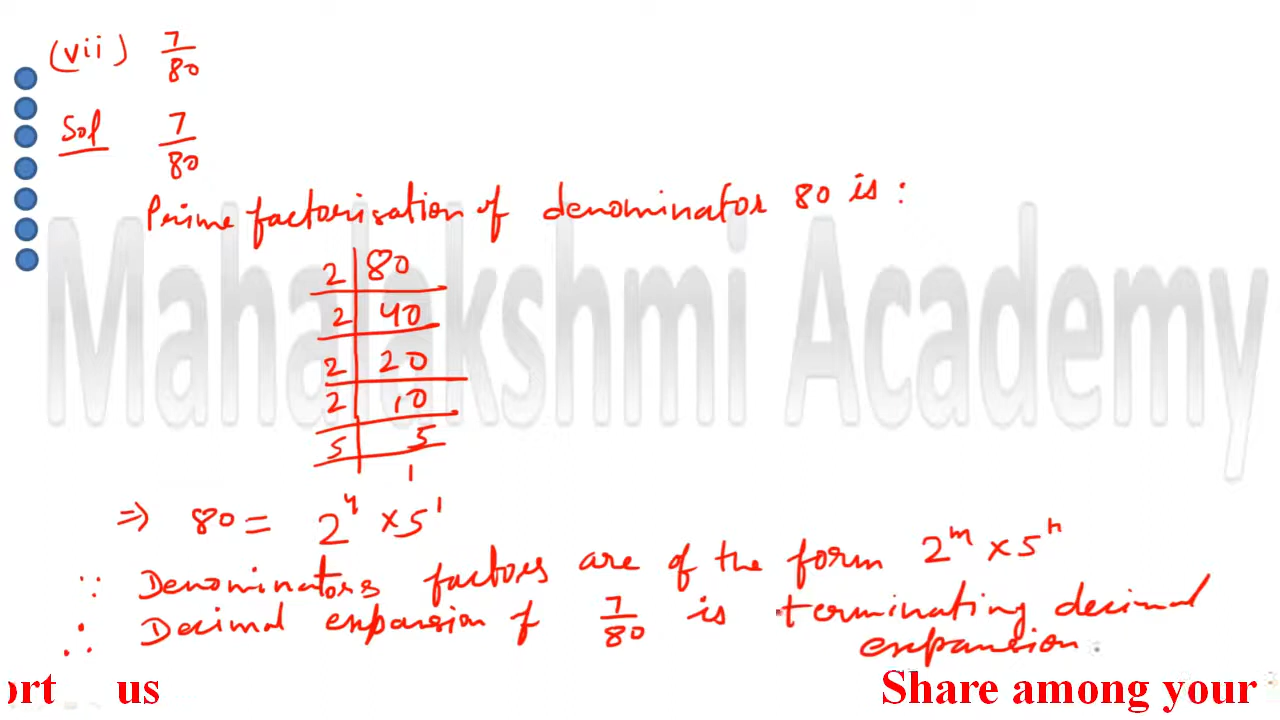 (vii) 7/80
Sol 7/80
Prime factorisation of denominator 80 is :
2 | 80
2 | 40
2 | 20
2 | 10
5 | 5
1
⇒ 80 = 2⁴ × 5¹
∵ Denominators factors are of the form 2ᵐ × 5ⁿ
∴ Decimal expansion of 7/80 is terminating decimal
expansion
Mahalakshmi Academy
ort us Share among your